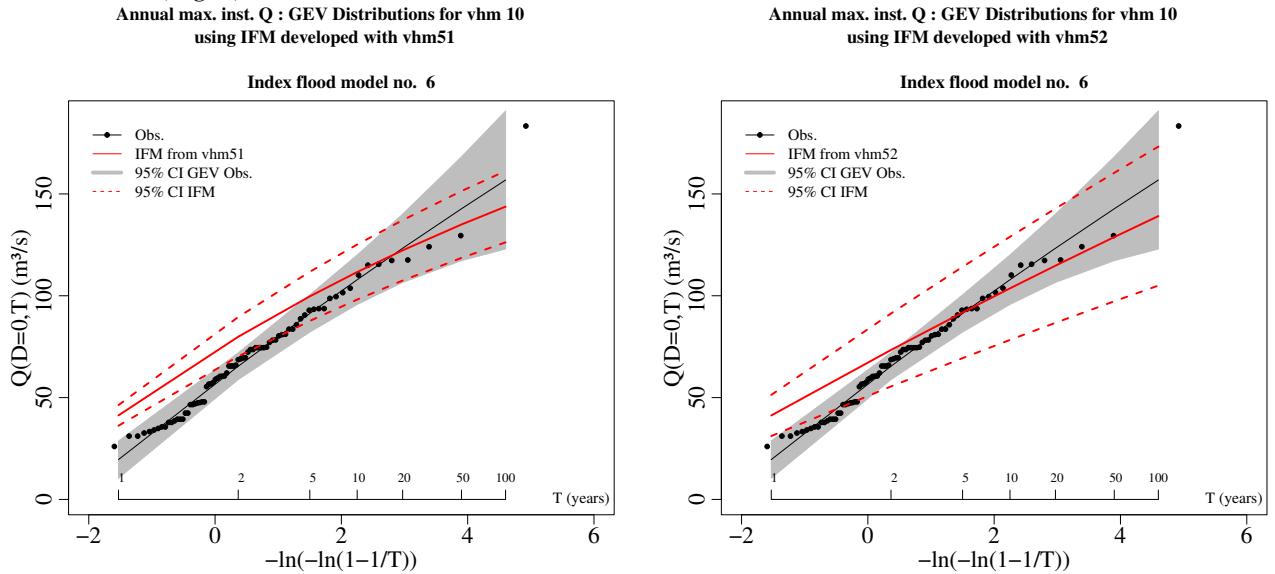 Annual max. inst. Q : GEV Distributions for vhm 10
using IFM developed with vhm51
Index flood model no. 6
Obs.
IFM from vhm51
95% CI GEV Obs.
95% CI IFM
Q(D=0,T) (m³/s)
0
50
100
150
1
2
5
10
20
50
100
T (years)
−2
0
2
4
6
−ln(−ln(1−1/T))
Annual max. inst. Q : GEV Distributions for vhm 10
using IFM developed with vhm52
Index flood model no. 6
Obs.
IFM from vhm52
95% CI GEV Obs.
95% CI IFM
Q(D=0,T) (m³/s)
0
50
100
150
1
2
5
10
20
50
100
T (years)
−2
0
2
4
6
−ln(−ln(1−1/T))